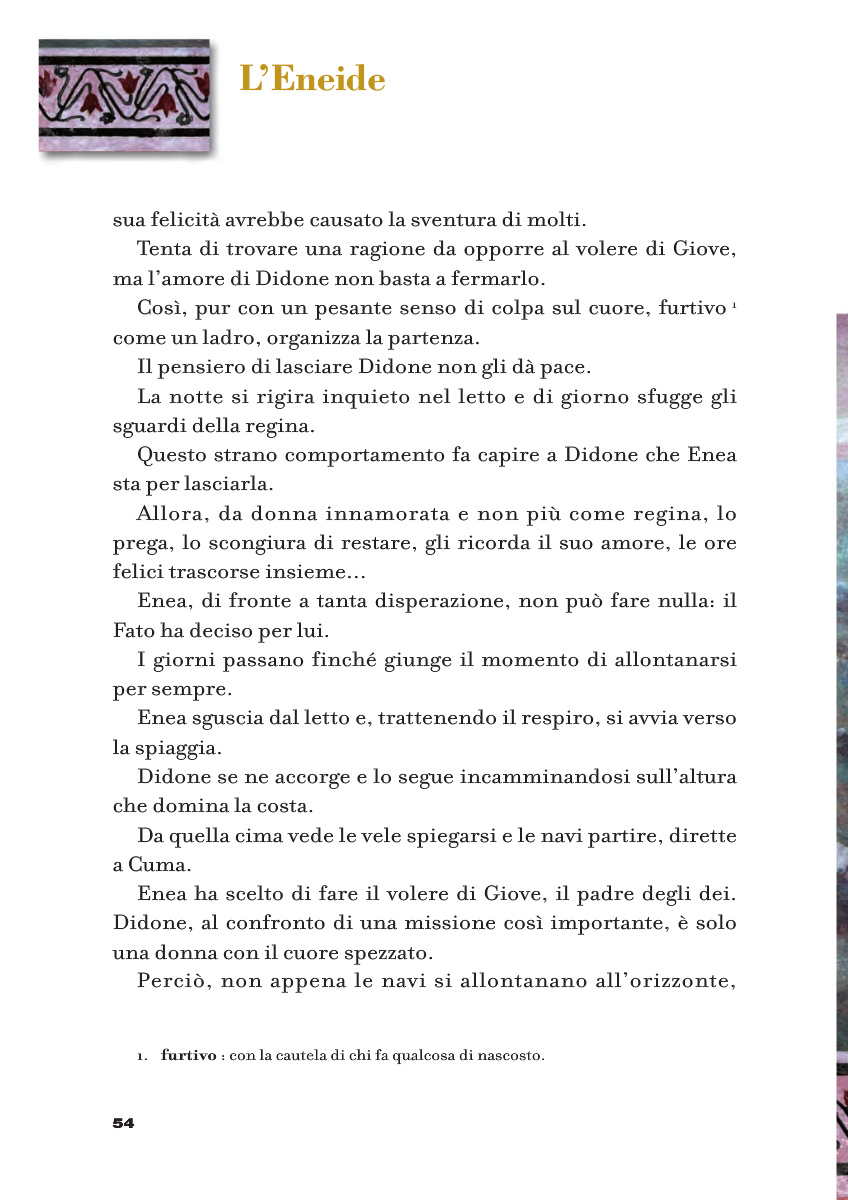 L’Eneide
sua felicità avrebbe causato la sventura di molti.
Tenta di trovare una ragione da opporre al volere di Giove,
ma l’amore di Didone non basta a fermarlo.
Così, pur con un pesante senso di colpa sul cuore, furtivo 1
come un ladro, organizza la partenza.
Il pensiero di lasciare Didone non gli dà pace.
La notte si rigira inquieto nel letto e di giorno sfugge gli
sguardi della regina.
Questo strano comportamento fa capire a Didone che Enea
sta per lasciarla.
Allora, da donna innamorata e non più come regina, lo
prega, lo scongiura di restare, gli ricorda il suo amore, le ore
felici trascorse insieme…
Enea, di fronte a tanta disperazione, non può fare nulla: il
Fato ha deciso per lui.
I giorni passano finché giunge il momento di allontanarsi
per sempre.
Enea sguscia dal letto e, trattenendo il respiro, si avvia verso
la spiaggia.
Didone se ne accorge e lo segue incamminandosi sull’altura
che domina la costa.
Da quella cima vede le vele spiegarsi e le navi partire, dirette
a Cuma.
Enea ha scelto di fare il volere di Giove, il padre degli dei.
Didone, al confronto di una missione così importante, è solo
una donna con il cuore spezzato.
Perciò, non appena le navi si allontanano all’orizzonte,
1. furtivo : con la cautela di chi fa qualcosa di nascosto.
54